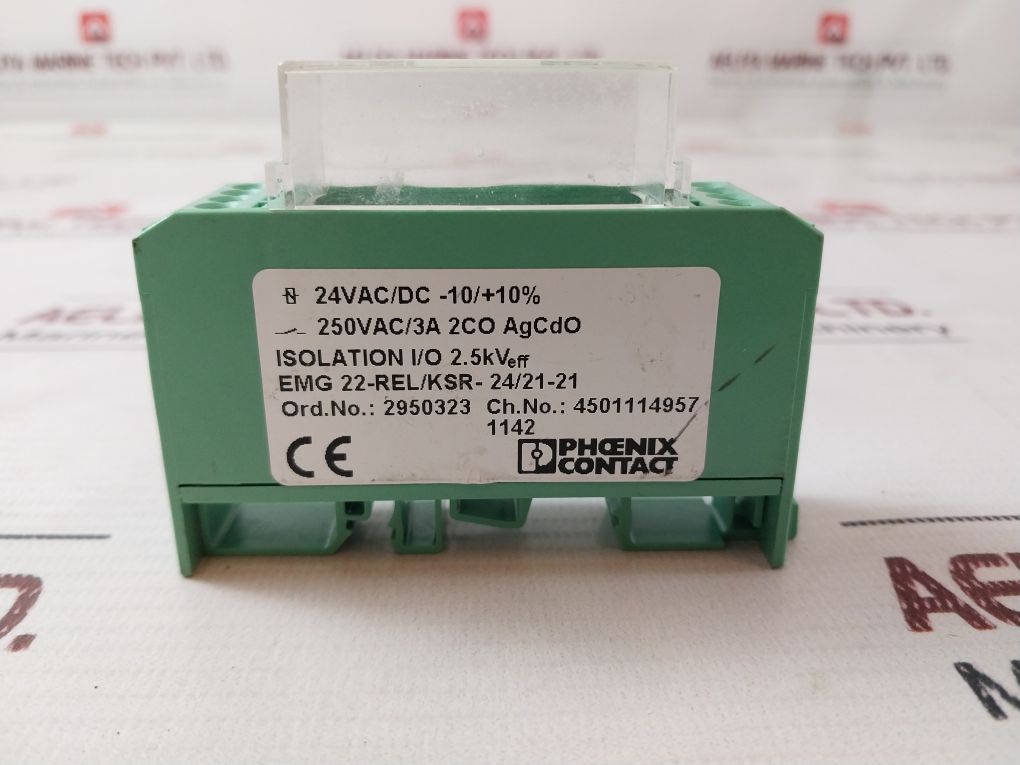 24VAC/DC -10/+10%
250VAC/3A 2CO AgCdO
ISOLATION I/O 2.5kVeff
EMG 22-REL/KSR- 24/21-21
Ord.No.: 2950323 Ch.No.: 4501114957
1142
CE
PHŒNIX
CONTACT